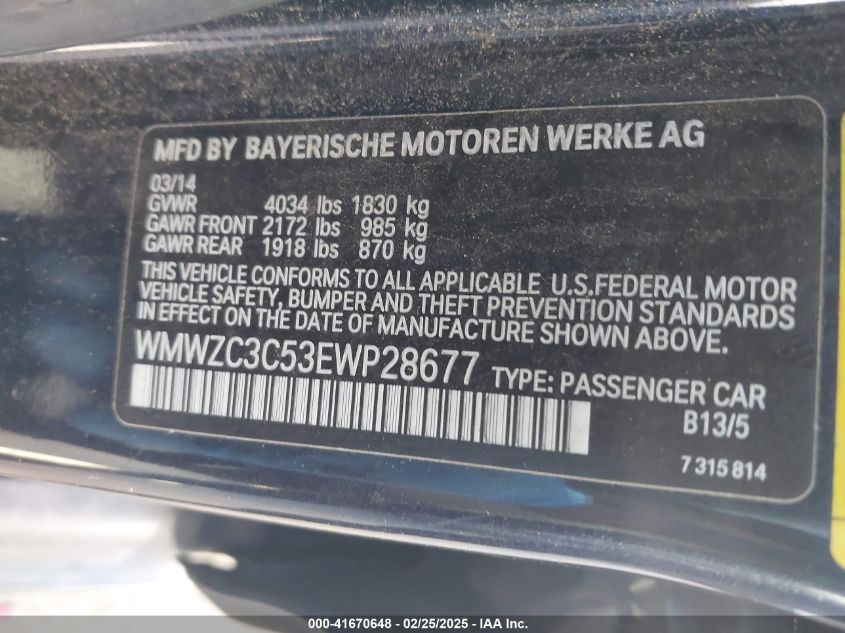 MFD BY BAYERISCHE MOTOREN WERKE AG
03/14
GVWR 4034 lbs 1830 kg
GAWR FRONT 2172 lbs 985 kg
GAWR REAR 1918 lbs 870 kg
THIS VEHICLE CONFORMS TO ALL APPLICABLE U.S.FEDERAL MOTOR
VEHICLE SAFETY, BUMPER AND THEFT PREVENTION STANDARDS
IN EFFECT ON THE DATE OF MANUFACTURE SHOWN ABOVE.
WMWZC3C53EWP28677 TYPE: PASSENGER CAR
B13/5
7 315 814
000-41670648 - 02/25/2025 - IAAI.com